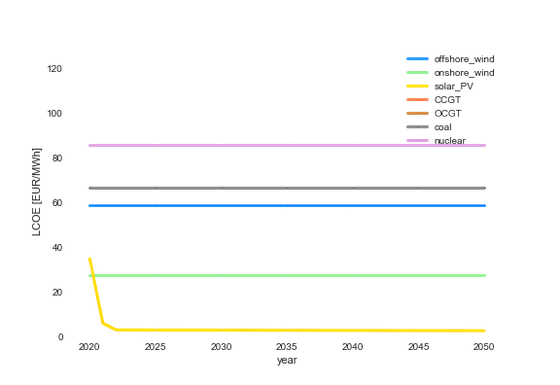 offshore_wind
onshore_wind
solar_PV
CCGT
OCGT
coal
nuclear
120
100
80
60
40
20
0
LCOE [EUR/MWh]
2020 2025 2030 2035 2040 2045 2050
year